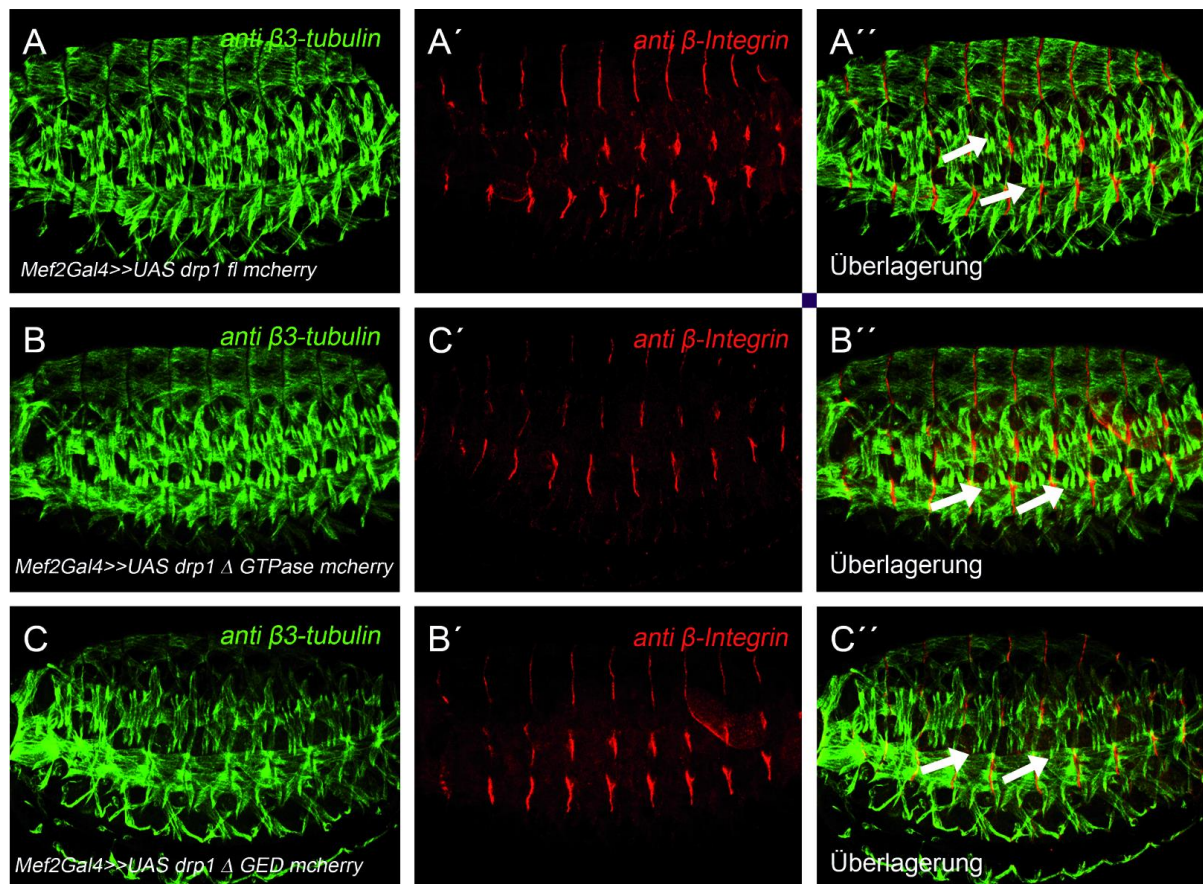 A
anti β3-tubulin
Mef2Gal4>>UAS drp1 fl mcherry
A´
anti β-Integrin
A´´
Überlagerung
B
anti β3-tubulin
Mef2Gal4>>UAS drp1 Δ GTPase mcherry
C´
anti β-Integrin
B´´
Überlagerung
C
anti β3-tubulin
Mef2Gal4>>UAS drp1 Δ GED mcherry
B´
anti β-Integrin
C´´
Überlagerung